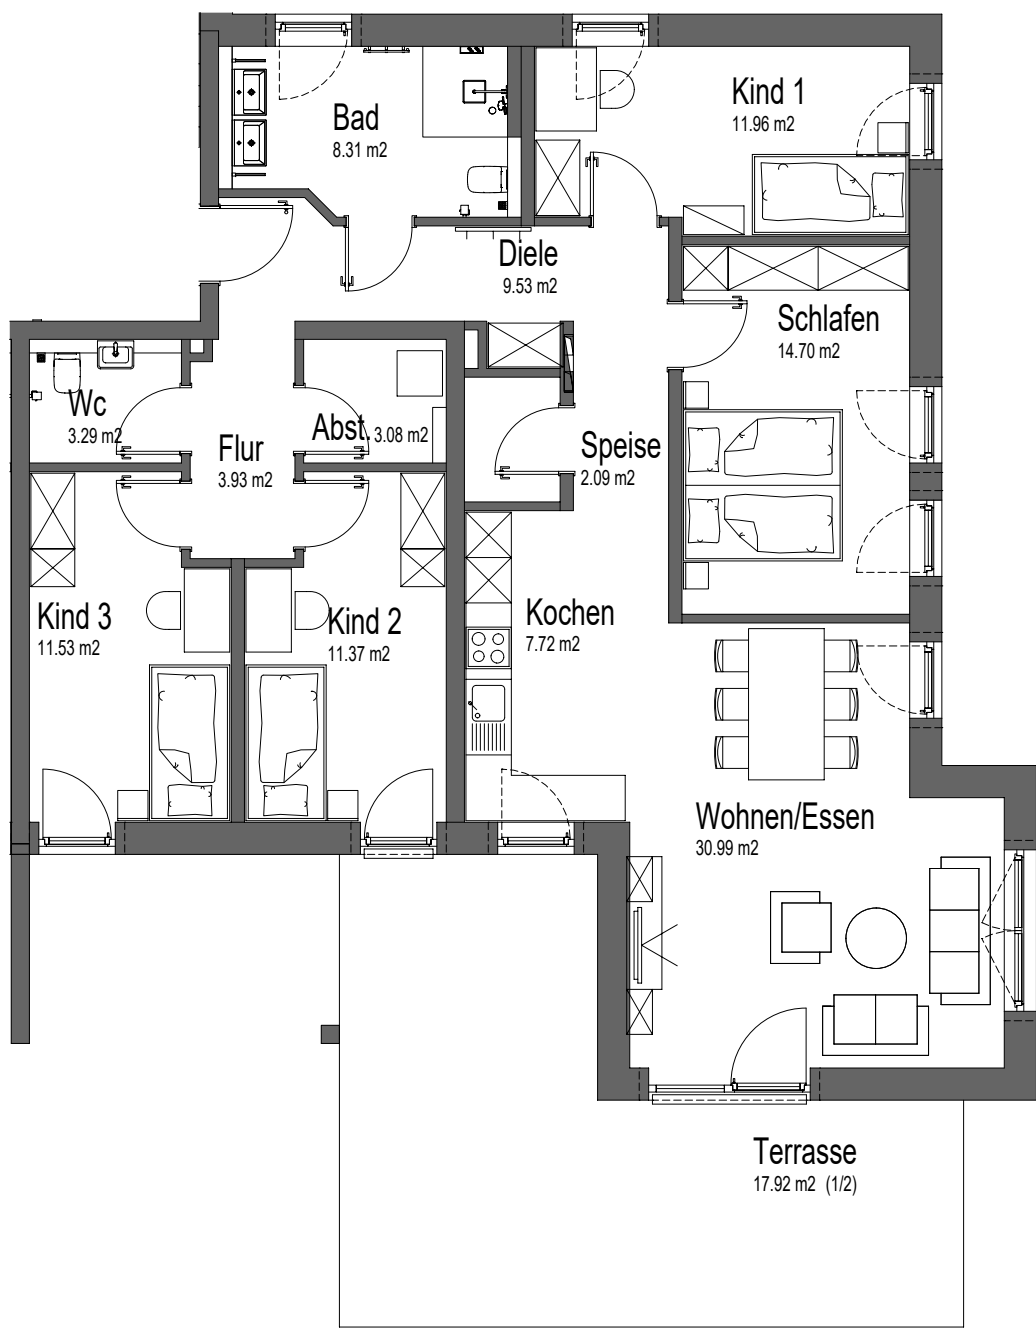 Kind 1
11.96 m2
Bad
8.31 m2
Diele
9.53 m2
Schlafen
14.70 m2
Wc
3.29 m2
Abst. 3.08 m2
Flur
3.93 m2
Speise
2.09 m2
Kind 3
11.53 m2
Kind 2
11.37 m2
Kochen
7.72 m2
Wohnen/Essen
30.99 m2
Terrasse
17.92 m2 (1/2)